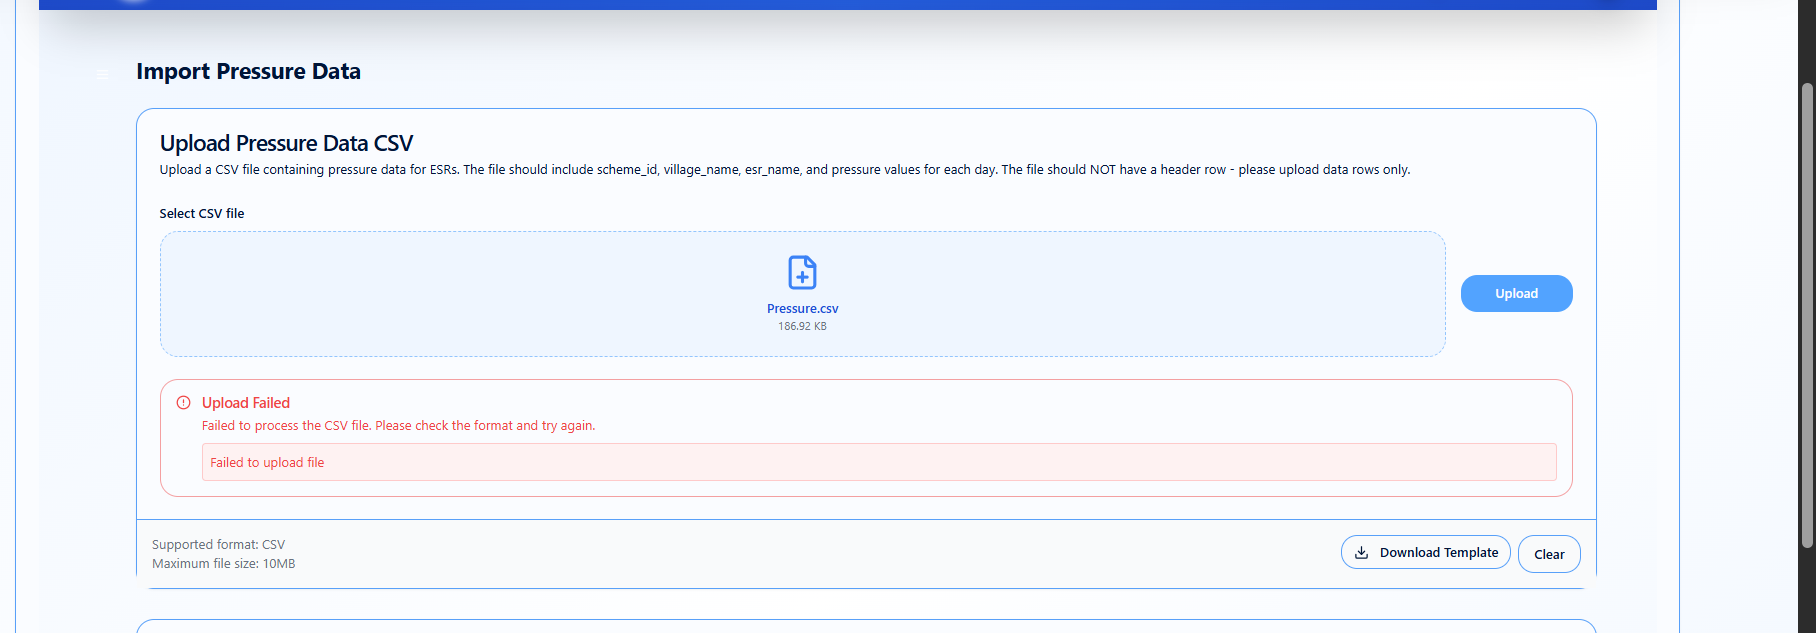 Import Pressure Data
Upload Pressure Data CSV
Upload a CSV file containing pressure data for ESRs. The file should include scheme_id, village_name, esr_name, and pressure values for each day. The file should NOT have a header row - please upload data rows only.
Select CSV file
Pressure.csv
186.92 KB
Upload
Upload Failed
Failed to process the CSV file. Please check the format and try again.
Failed to upload file
Supported format: CSV
Maximum file size: 10MB
Download Template
Clear